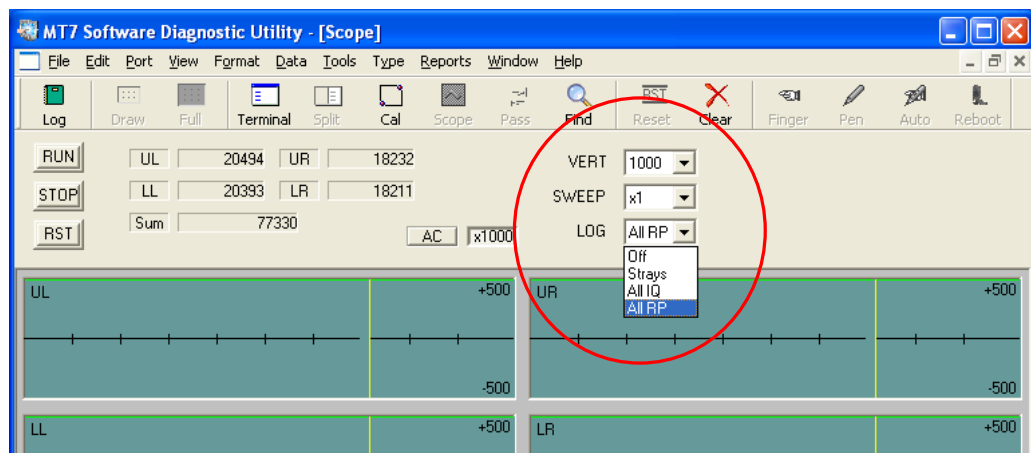 MT7 Software Diagnostic Utility - [Scope]
File Edit Port View Format Data Tools Type Reports Window Help
Log Draw Full Terminal Split Cal Scope Pass Find Reset Clear Finger Pen Auto Reboot
RST
RUN UL 20494 UR 18232 VERT 1000
STOP LL 20393 LR 18211 SWEEP x1
RST Sum 77330 AC x1000 LOG All RP
Off
Strays
All IQ
All RP
UL +500 UR +500
-500 -500
LL +500 LR +500